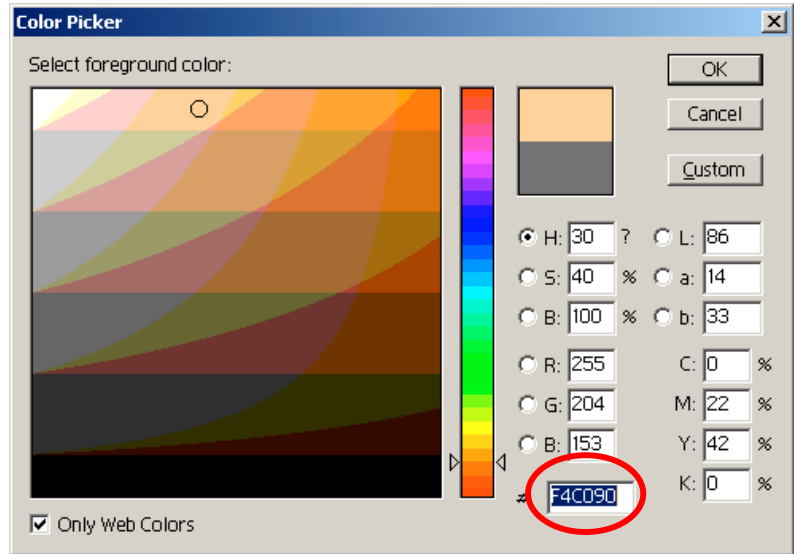 Color Picker
Select foreground color:
OK
Cancel
Custom
H: 30 ? L: 86
S: 40 % a: 14
B: 100 % b: 33
R: 255 C: 0 %
G: 204 M: 22 %
B: 153 Y: 42 %
# F4C090 K: 0 %
Only Web Colors